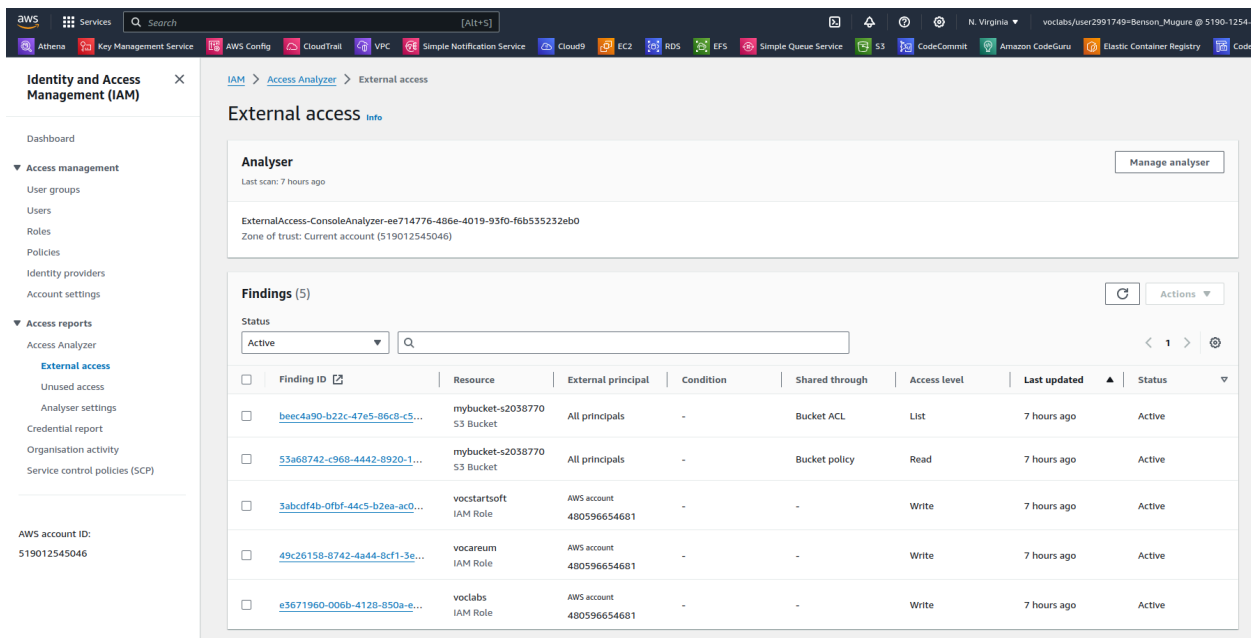 aws
Services
Search
[Alt+S]
N. Virginia
voclabs/user2991749=Benson_Mugure @ 5190-1254-
Athena
Key Management Service
AWS Config
CloudTrail
VPC
Simple Notification Service
Cloud9
EC2
RDS
EFS
Simple Queue Service
S3
CodeCommit
Amazon CodeGuru
Elastic Container Registry
Code
Identity and Access
Management (IAM)
Dashboard
Access management
User groups
Users
Roles
Policies
Identity providers
Account settings
Access reports
Access Analyzer
External access
Unused access
Analyser settings
Credential report
Organisation activity
Service control policies (SCP)
AWS account ID:
519012545046
IAM > Access Analyzer > External access
External access Info
Analyser
Last scan: 7 hours ago
Manage analyser
ExternalAccess-ConsoleAnalyzer-ee714776-486e-4019-93f0-f6b535232eb0
Zone of trust: Current account (519012545046)
Findings (5)
Actions
Status
Active
1
Finding ID Resource External principal Condition Shared through Access level Last updated Status
beec4a90-b22c-47e5-86c8-c5... mybucket-s2038770 All principals - Bucket ACL List 7 hours ago Active
S3 Bucket
53a68742-c968-4442-8920-1... mybucket-s2038770 All principals - Bucket policy Read 7 hours ago Active
S3 Bucket
3abcdf4b-0fbf-44c5-b2ea-ac0... vocstartsoft AWS account - - Write 7 hours ago Active
IAM Role 480596654681
49c26158-8742-4a44-8cf1-3e... vocareum AWS account - - Write 7 hours ago Active
IAM Role 480596654681
e3671960-006b-4128-850a-e... voclabs AWS account - - Write 7 hours ago Active
IAM Role 480596654681